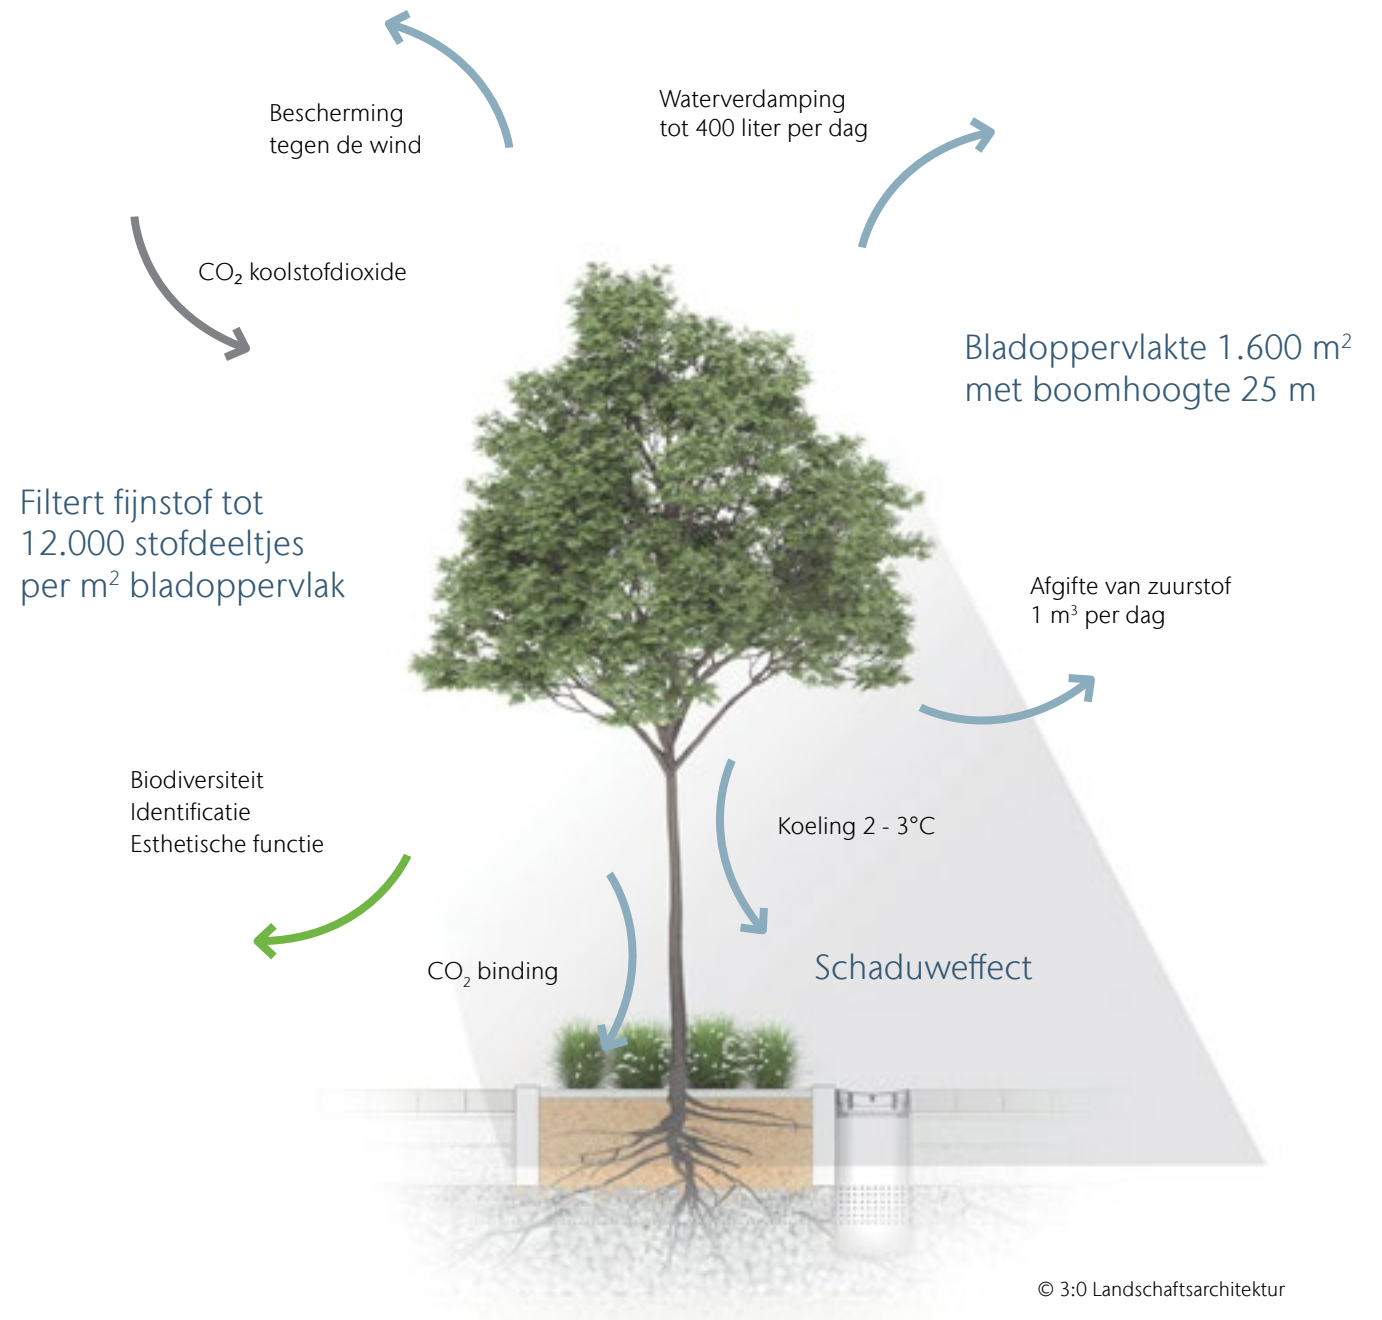 Bescherming
tegen de wind
Waterverdamping
tot 400 liter per dag
CO₂ koolstofdioxide
Bladoppervlakte 1.600 m²
met boomhoogte 25 m
Filtert fijnstof tot
12.000 stofdeeltjes
per m² bladoppervlak
Afgifte van zuurstof
1 m³ per dag
Biodiversiteit
Identificatie
Esthetische functie
Koeling 2 - 3°C
CO₂ binding
Schaduweffect
© 3:0 Landschaftsarchitektur